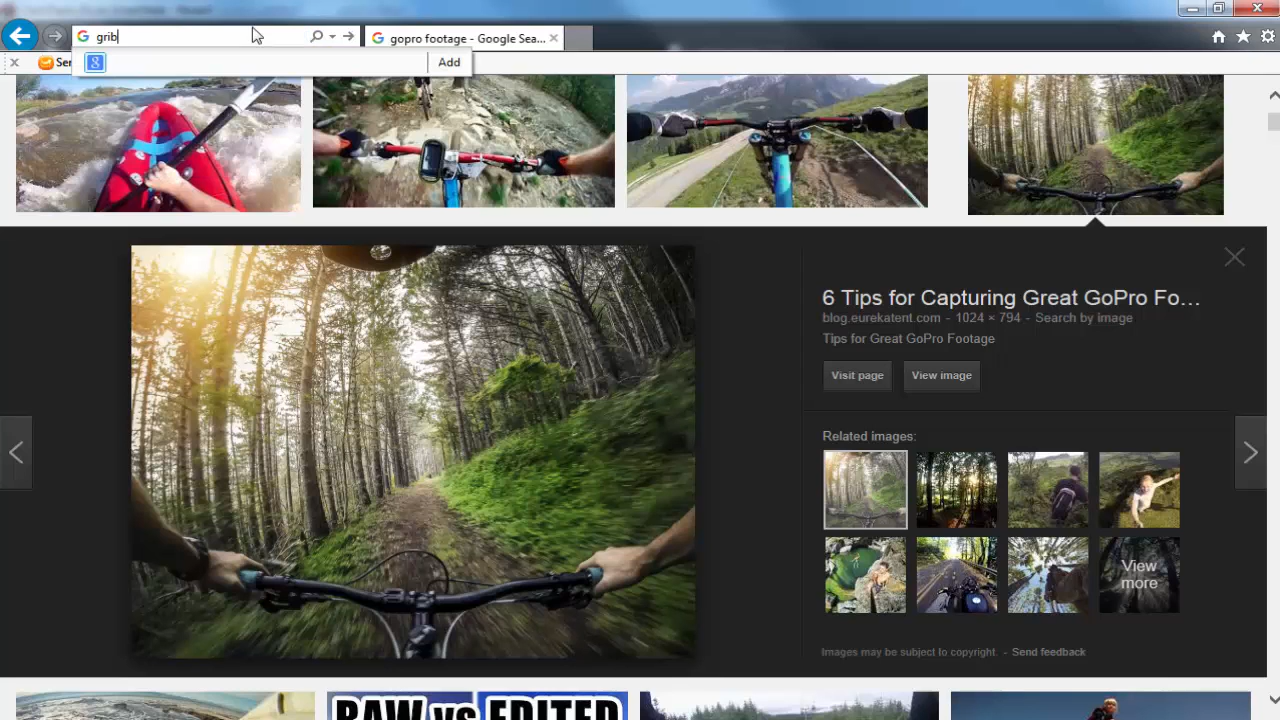 grib
gopro footage - Google Sea...
Ser
Add
6 Tips for Capturing Great GoPro Fo...
blog.eurekatent.com - 1024 × 794 - Search by image
Tips for Great GoPro Footage
Visit page
View image
Related images:
View more
Images may be subject to copyright. - Send feedback
RAW vs EDITED